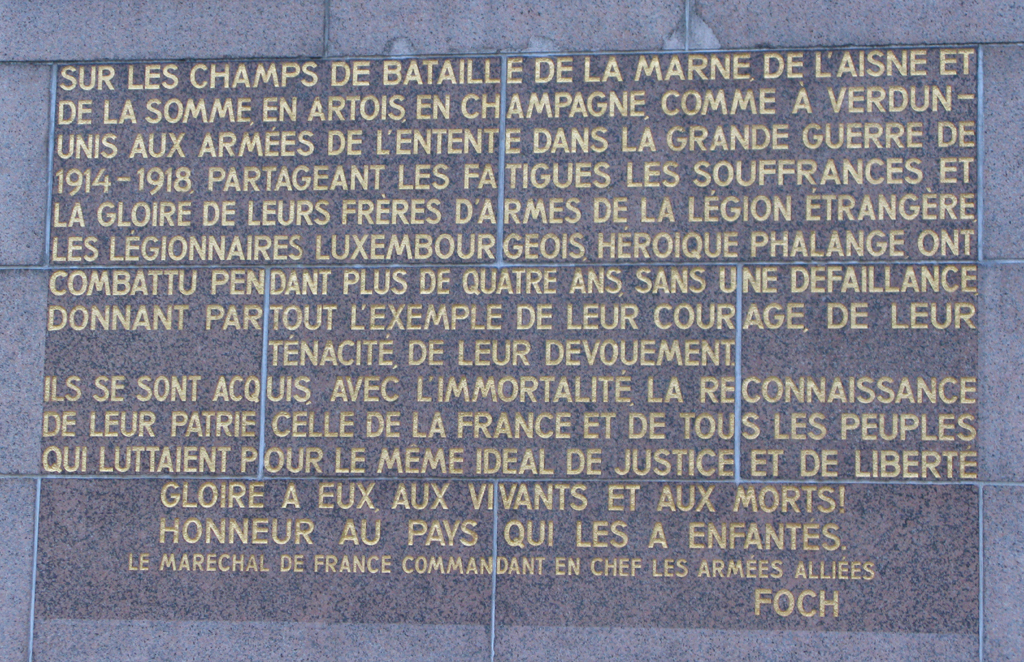 SUR LES CHAMPS DE BATAILLE DE LA MARNE, DE L'AISNE ET
DE LA SOMME, EN ARTOIS EN CHAMPAGNE, COMME À VERDUN-
UNIS AUX ARMÉES DE L'ENTENTE DANS LA GRANDE GUERRE DE
1914-1918, PARTAGEANT LES FATIGUES LES SOUFFRANCES ET
LA GLOIRE DE LEURS FRÈRES D'ARMES DE LA LÉGION ÉTRANGÈRE,
LES LÉGIONNAIRES LUXEMBOURGEOIS, HEROIQUE PHALANGE ONT
COMBATTU PENDANT PLUS DE QUATRE ANS, SANS UNE DEFAILLANCE
DONNANT PARTOUT L'EXEMPLE DE LEUR COURAGE, DE LEUR
TÉNACITÉ, DE LEUR DEVOUEMENT
ILS SE SONT ACQUIS AVEC L'IMMORTALITÉ, LA RECONNAISSANCE
DE LEUR PATRIE, CELLE DE LA FRANCE ET DE TOUS LES PEUPLES
QUI LUTTAIENT POUR LE MEME IDEAL DE JUSTICE ET DE LIBERTE
GLOIRE A EUX, AUX VIVANTS ET AUX MORTS!
HONNEUR AU PAYS QUI LES A ENFANTES.
LE MARECHAL DE FRANCE COMMANDANT EN CHEF LES ARMÉES ALLIÉES
FOCH